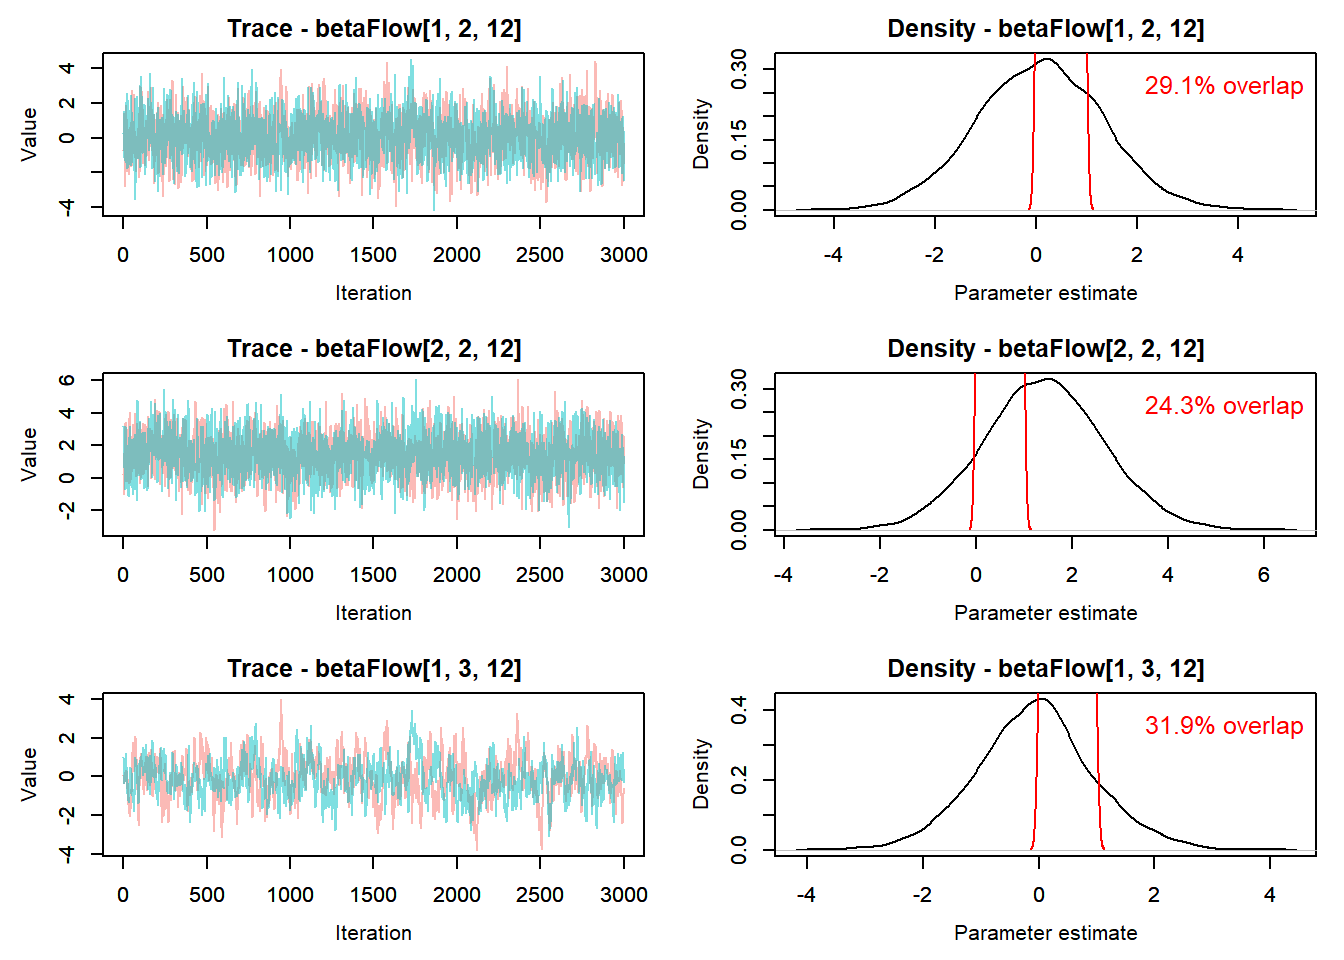 Trace - betaFlow[1, 2, 12]
Value
4
2
0
-4
0 500 1000 1500 2000 2500 3000
Iteration
Density - betaFlow[1, 2, 12]
Density
0.30
0.15
0.00
29.1% overlap
-4 -2 0 2 4
Parameter estimate
Trace - betaFlow[2, 2, 12]
Value
6
4
2
0
-2
0 500 1000 1500 2000 2500 3000
Iteration
Density - betaFlow[2, 2, 12]
Density
0.30
0.15
0.00
24.3% overlap
-4 -2 0 2 4 6
Parameter estimate
Trace - betaFlow[1, 3, 12]
Value
4
2
0
-2
-4
0 500 1000 1500 2000 2500 3000
Iteration
Density - betaFlow[1, 3, 12]
Density
0.4
0.2
0.0
31.9% overlap
-4 -2 0 2 4
Parameter estimate